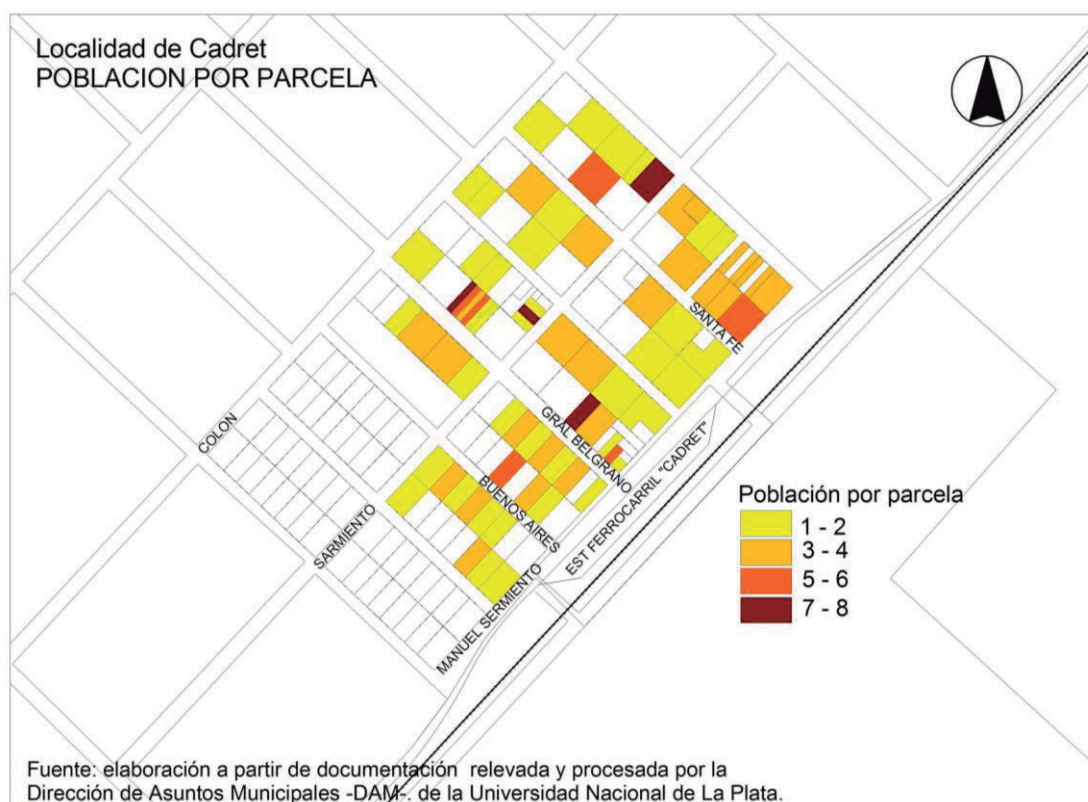 Localidad de Cadret
POBLACION POR PARCELA
SANTA FE
COLON
GRAL BELGRANO
BUENOS AIRES
SARMIENTO
EST FERROCARRIL "CADRET"
MANUEL SERMIENTO
Población por parcela
1 - 2
3 - 4
5 - 6
7 - 8
Fuente: elaboración a partir de documentación relevada y procesada por la
Dirección de Asuntos Municipales -DAM-. de la Universidad Nacional de La Plata.